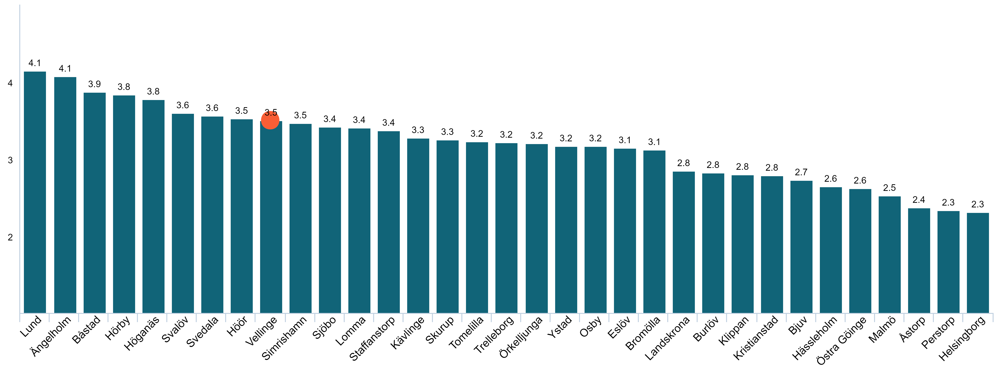 4.1
4.1
3.9
3.8
3.8
3.6
3.6
3.5
3.5
3.5
3.4
3.4
3.4
3.3
3.3
3.2
3.2
3.2
3.2
3.2
3.1
3.1
2.8
2.8
2.8
2.8
2.7
2.6
2.6
2.5
2.4
2.3
2.3
4
3
2
Lund
Ängelholm
Båstad
Hörby
Höganäs
Svalöv
Svedala
Höör
Vellinge
Simrishamn
Sjöbo
Lomma
Staffanstorp
Kävlinge
Skurup
Tomelilla
Trelleborg
Örkelljunga
Ystad
Osby
Eslöv
Bromölla
Landskrona
Burlöv
Klippan
Kristianstad
Bjuv
Hässleholm
Östra Göinge
Malmö
Åstorp
Perstorp
Helsingborg